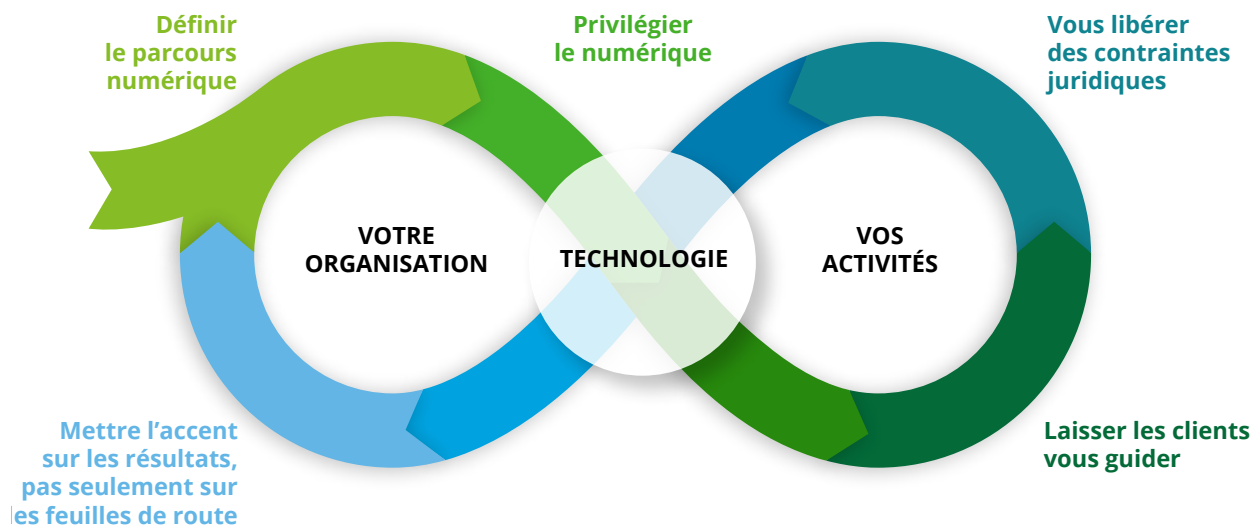 Définir
le parcours
numérique
Privilégier
le numérique
Vous libérer
des contraintes
juridiques
VOTRE
ORGANISATION
TECHNOLOGIE
VOS
ACTIVITÉS
Mettre l’accent
sur les résultats,
pas seulement sur
les feuilles de route
Laisser les clients
vous guider